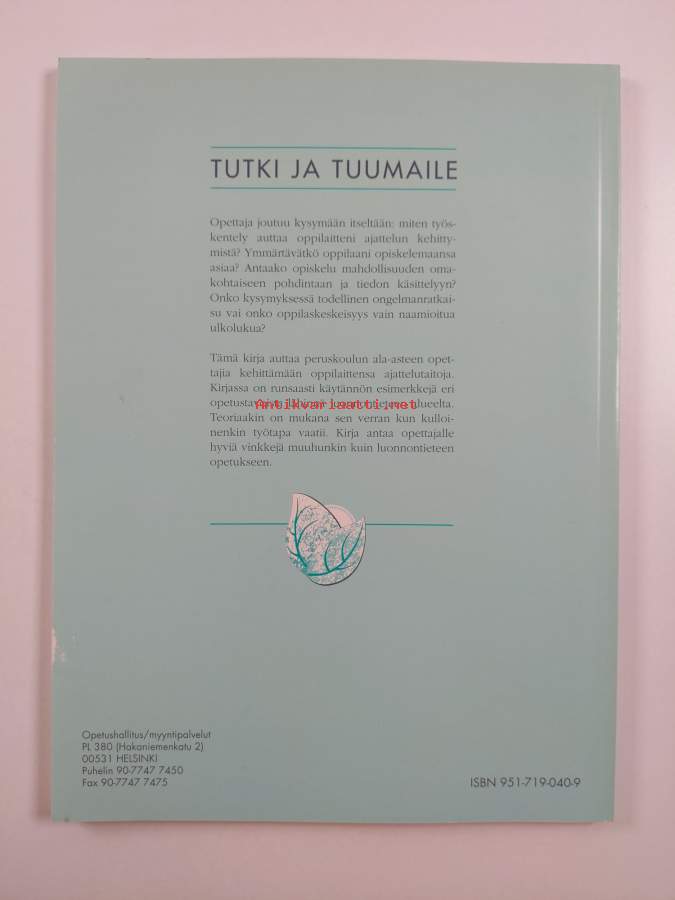 TUTKI JA TUUMAILE
Opettaja joutuu kysymään itseltään: miten työs-
kentely auttaa oppilaitteni ajattelun kehitty-
mistä? Ymmärtävätkö oppilaani opiskelemaansa
asiaa? Antaako opiskelu mahdollisuuden oma-
kohtaiseen pohdintaan ja tiedon käsittelyyn?
Onko kysymyksessä todellinen ongelmanratkai-
su vai onko oppilaskeskeisyys vain naamioitua
ulkolukua?
Tämä kirja auttaa peruskoulun ala-asteen opet-
tajia kehittämään oppilaittensa ajattelutaitoja.
Kirjassa on runsaasti käytännön esimerkkejä eri
Antikvariaatti.net
Teoriaakin on mukana sen verran kun kulloi-
nenkin työtapa vaatii. Kirja antaa opettajalle
hyviä vinkkejä muuhunkin kuin luonnontieteen
opetukseen.
Opetushallitus/myyntipalvelut
PL 380 (Hakaniemenkatu 2)
00531 HELSINKI
Puhelin 90-7747 7450
Fax 90-7747 7475
ISBN 951-719-040-9